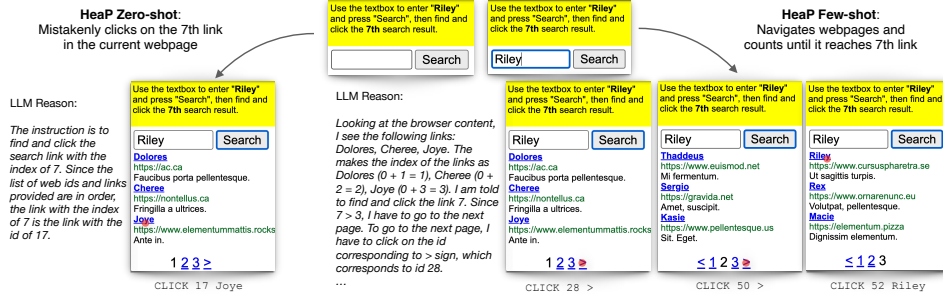 HeaP Zero-shot:
Mistakenly clicks on the 7th link
in the current webpage
Use the textbox to enter "Riley"
and press "Search", then find and
click the 7th search result.
Search
Use the textbox to enter "Riley"
and press "Search", then find and
click the 7th search result.
Riley
Search
HeaP Few-shot:
Navigates webpages and
counts until it reaches 7th link
LLM Reason:
The instruction is to
find and click the
search link with the
index of 7. Since the
list of web ids and links
provided are in order,
the link with the index
of 7 is the link with the
id of 17.
Use the textbox to enter "Riley"
and press "Search", then find and
click the 7th search result.
Riley
Search
Dolores
https://ac.ca
Faucibus porta pellentesque.
Cheree
https://nontellus.ca
Fringilla a ultrices.
Joye
https://www.elementummattis.rocks
Ante in.
1 2 3 >
CLICK 17 Joye
LLM Reason:
Looking at the browser content,
I see the following links:
Dolores, Cheree, Joye. The
makes the index of the links as
Dolores (0 + 1 = 1), Cheree (0 +
2 = 2), Joye (0 + 3 = 3). I am told
to find and click the link 7. Since
7 > 3, I have to go to the next
page. To go to the next page, I
have to click on the id
corresponding to > sign, which
corresponds to id 28.
...
Use the textbox to enter "Riley"
and press "Search", then find and
click the 7th search result.
Riley
Search
Dolores
https://ac.ca
Faucibus porta pellentesque.
Cheree
https://nontellus.ca
Fringilla a ultrices.
Joye
https://www.elementummattis.rocks
Ante in.
1 2 3 >
CLICK 28 >
Use the textbox to enter "Riley"
and press "Search", then find and
click the 7th search result.
Riley
Search
Thaddeus
https://www.euismod.net
Mi fermentum.
Sergio
https://gravida.net
Amet, suscipit.
Kasie
https://www.pellentesque.us
Sit. Eget.
< 1 2 3 >
CLICK 50 >
Use the textbox to enter "Riley"
and press "Search", then find and
click the 7th search result.
Riley
Search
Riley
https://www.cursuspharetra.se
Ut sagittis turpis.
Rex
https://www.ornarenunc.eu
Volutpat, pellentesque.
Macie
https://elementum.pizza
Dignissim elementum.
< 1 2 3
CLICK 52 Riley